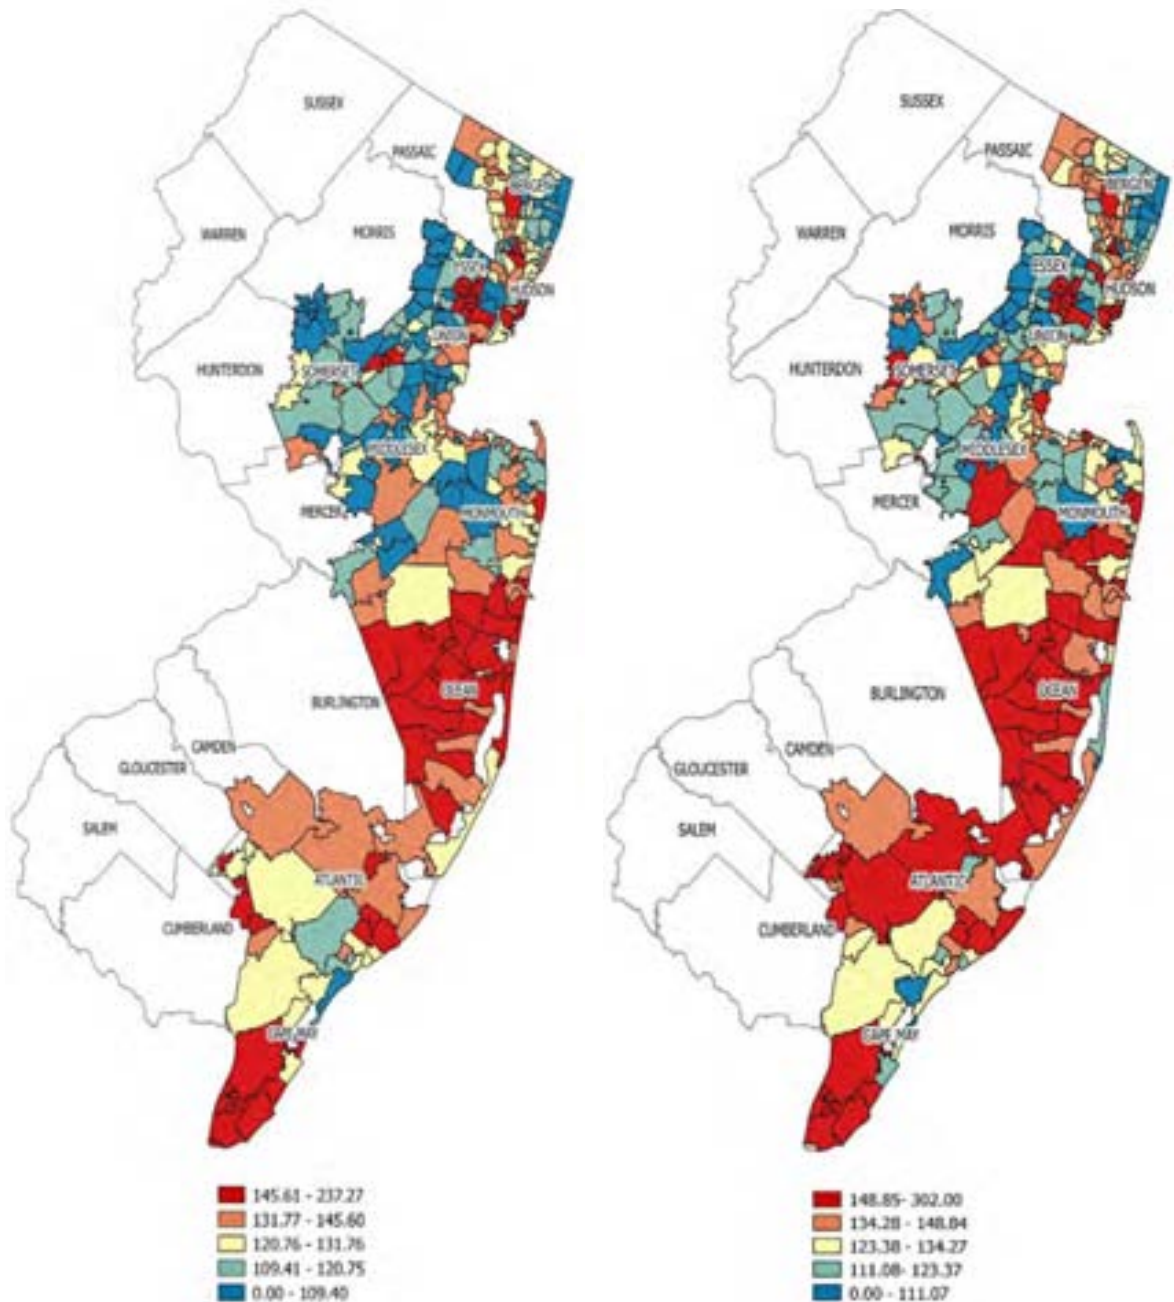 SUSSEX
PASSAIC
BERGEN
WARREN
MORRIS
ESSEX
HUDSON
UNION
HUNTERDON
SOMERSET
MIDDLESEX
MERCER
MONMOUTH
OCEAN
BURLINGTON
CAMDEN
GLOUCESTER
SALEM
ATLANTIC
CUMBERLAND
CAPE MAY
145.61 - 237.27
131.77 - 145.60
120.76 - 131.76
109.41 - 120.75
0.00 - 109.40
SUSSEX
PASSAIC
BERGEN
WARREN
MORRIS
ESSEX
HUDSON
UNION
HUNTERDON
SOMERSET
MIDDLESEX
MERCER
MONMOUTH
OCEAN
BURLINGTON
CAMDEN
GLOUCESTER
SALEM
ATLANTIC
CUMBERLAND
CAPE MAY
148.85- 302.00
134.28 - 148.84
123.38 - 134.27
111.08- 123.37
0.00 - 111.07